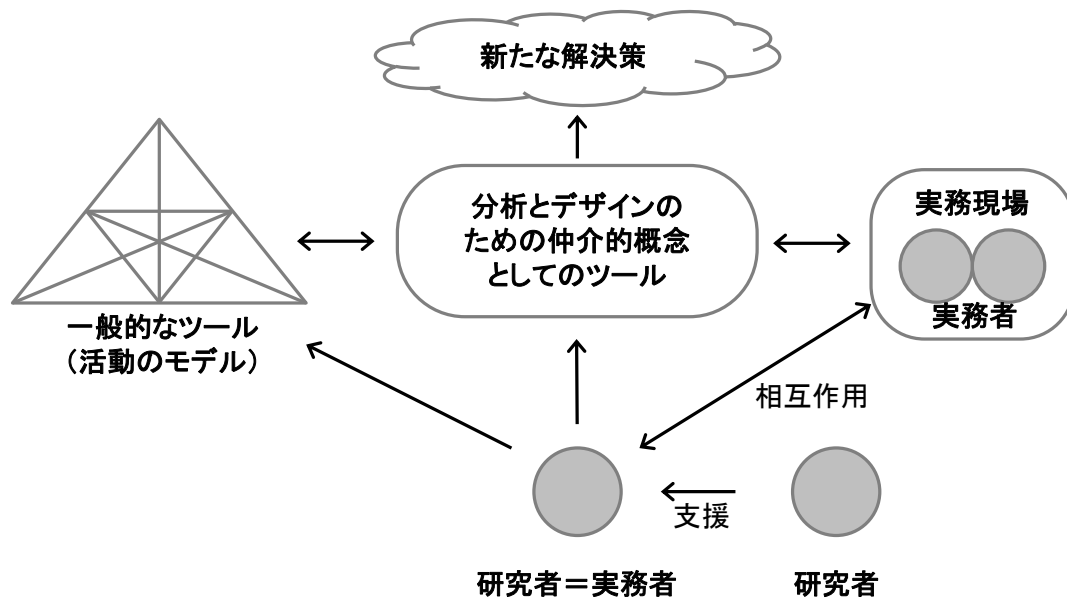 新たな解決策
分析とデザインの
ための仲介的概念
としてのツール
実務現場
実務者
一般的なツール
（活動のモデル）
相互作用
支援
研究者＝実務者
研究者